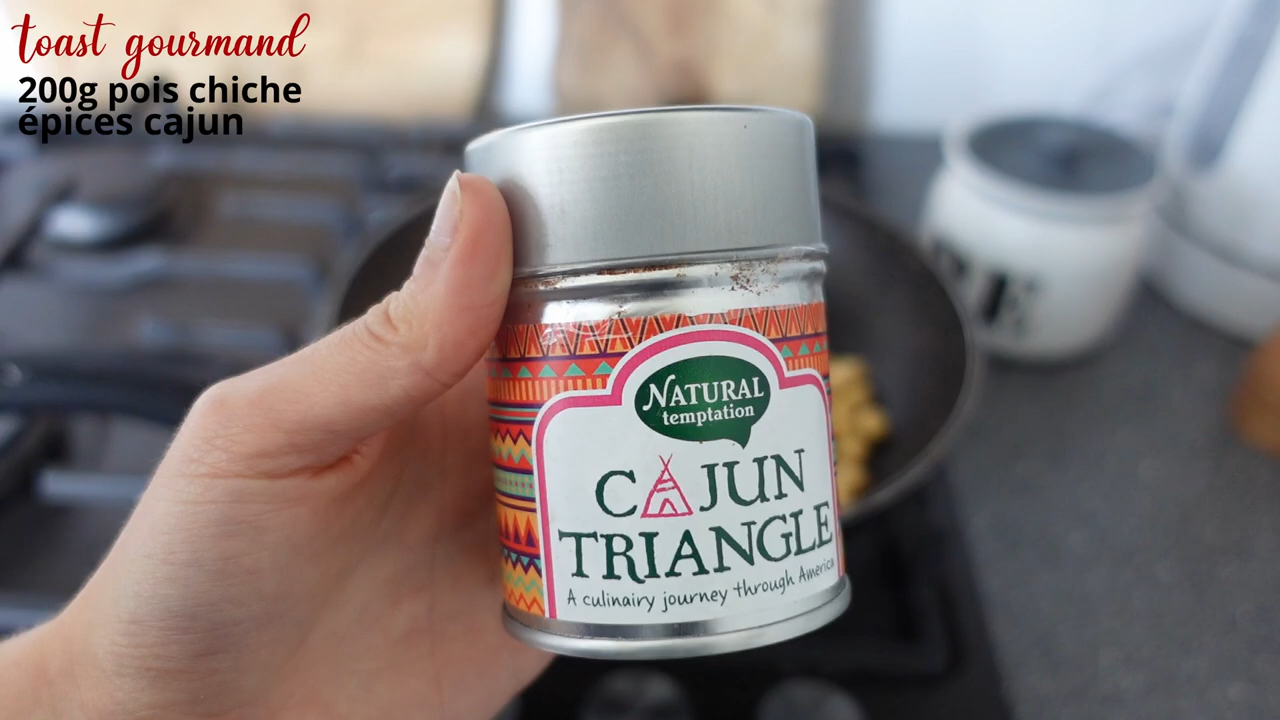 toast gourmand
200g pois chiche
épices cajun
NATURAL
temptation
CAJUN
TRIANGLE
A culinairy journey through America